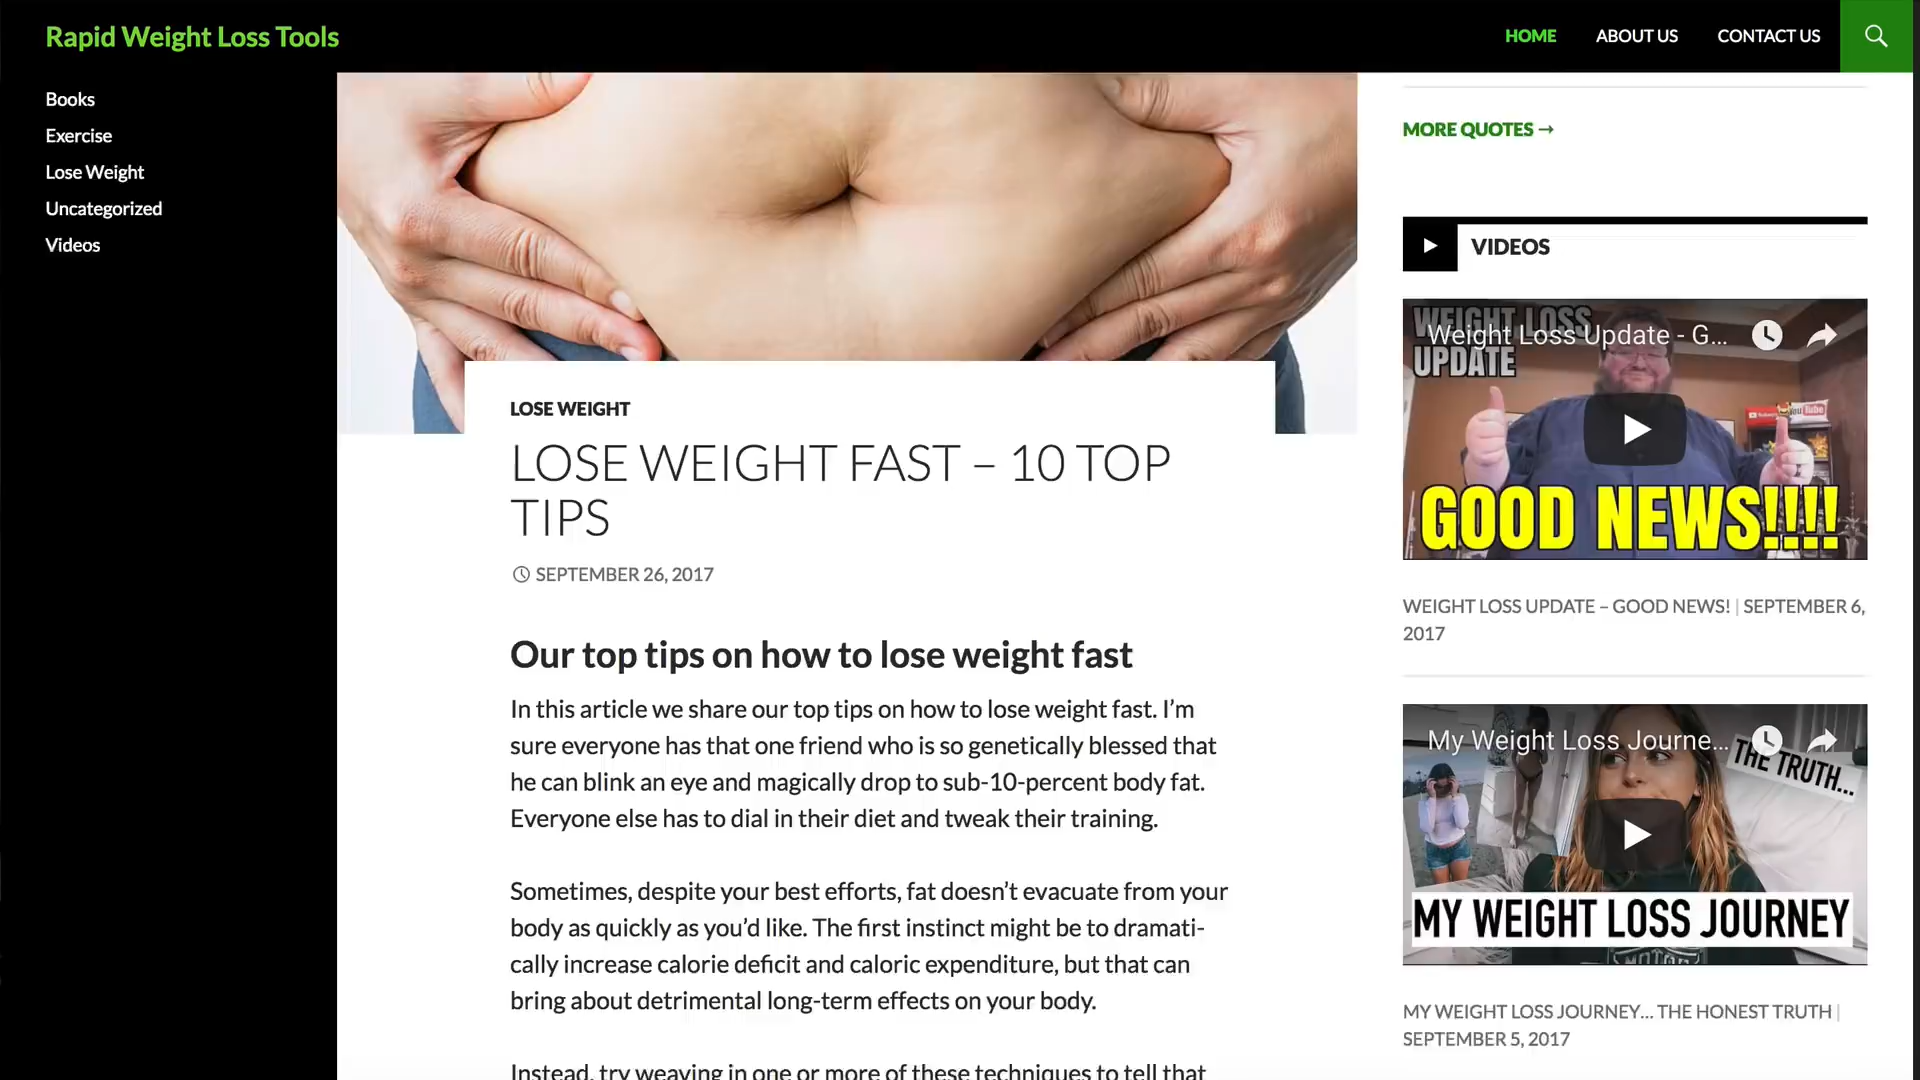 Rapid Weight Loss Tools
HOME
ABOUT US
CONTACT US
Books
Exercise
Lose Weight
Uncategorized
Videos
LOSE WEIGHT
LOSE WEIGHT FAST – 10 TOP
TIPS
SEPTEMBER 26, 2017
Our top tips on how to lose weight fast
In this article we share our top tips on how to lose weight fast. I’m
sure everyone has that one friend who is so genetically blessed that
he can blink an eye and magically drop to sub-10-percent body fat.
Everyone else has to dial in their diet and tweak their training.
Sometimes, despite your best efforts, fat doesn’t evacuate from your
body as quickly as you’d like. The first instinct might be to dramati-
cally increase calorie deficit and caloric expenditure, but that can
bring about detrimental long-term effects on your body.
Instead, try weaving in one or more of these techniques to tell that
MORE QUOTES →
VIDEOS
WEIGHT LOSS
UPDATE
Weight Loss Update - G...
YouTube
GOOD NEWS!!!!
WEIGHT LOSS UPDATE – GOOD NEWS! | SEPTEMBER 6,
2017
My Weight Loss Journe...
THE TRUTH...
MY WEIGHT LOSS JOURNEY
MY WEIGHT LOSS JOURNEY… THE HONEST TRUTH |
SEPTEMBER 5, 2017